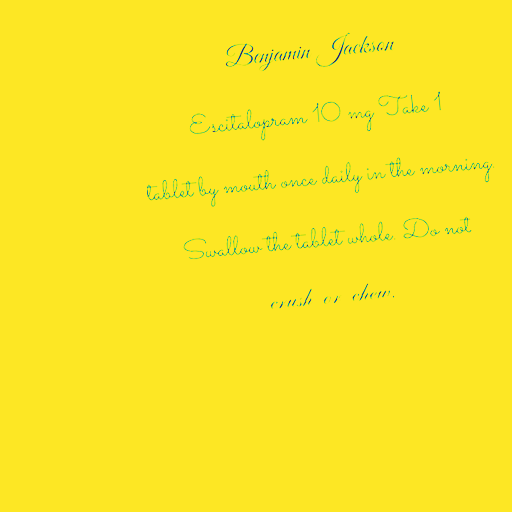 Benjamin Jackson
Escitalopram 10 mg Take 1
tablet by mouth once daily in the morning.
Swallow the tablet whole. Do not
crush or chew.